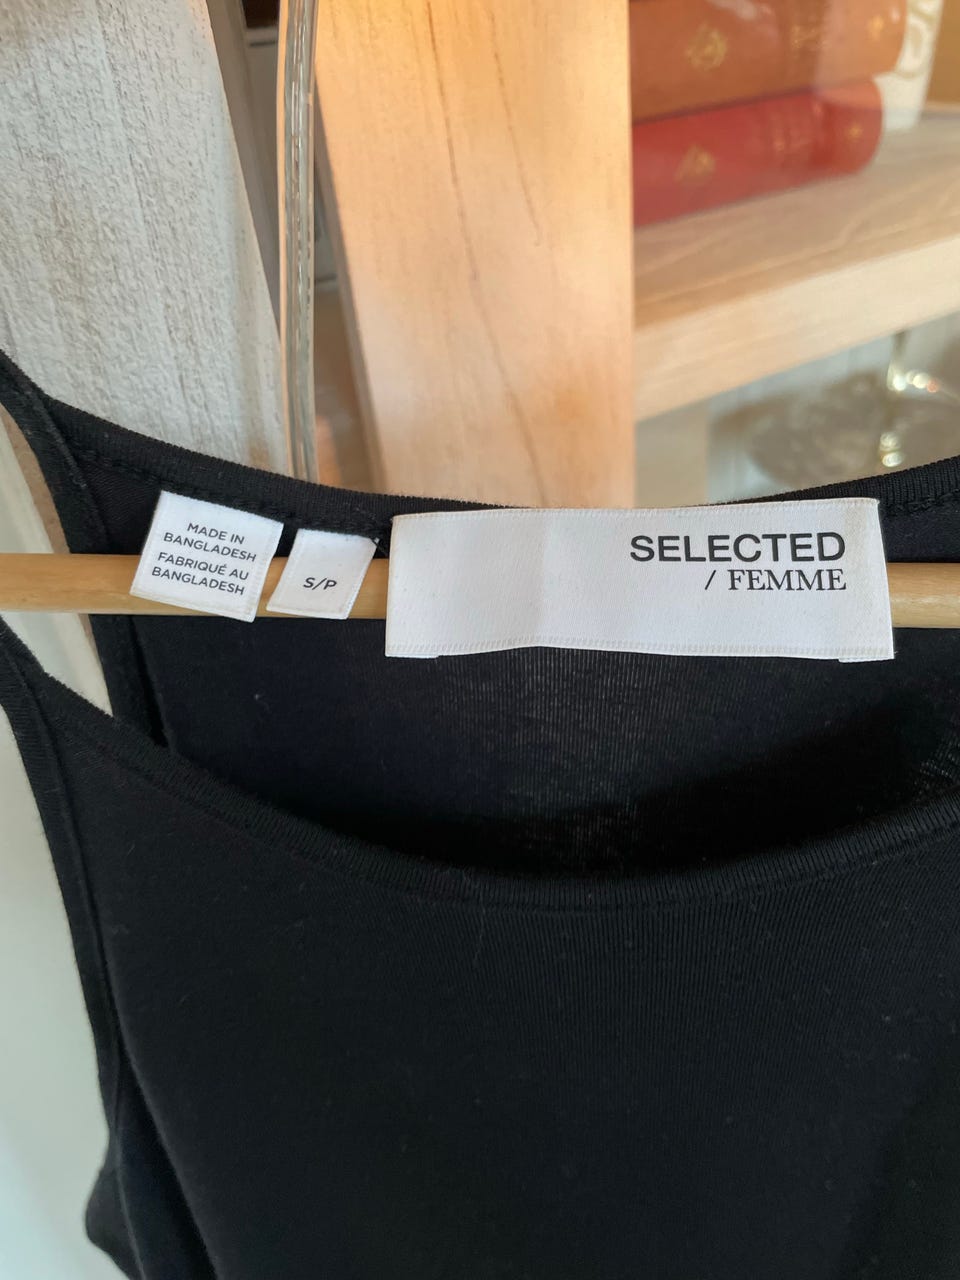 MADE IN
BANGLADESH
FABRIQUÉ AU
BANGLADESH
S/P
SELECTED
/ FEMME